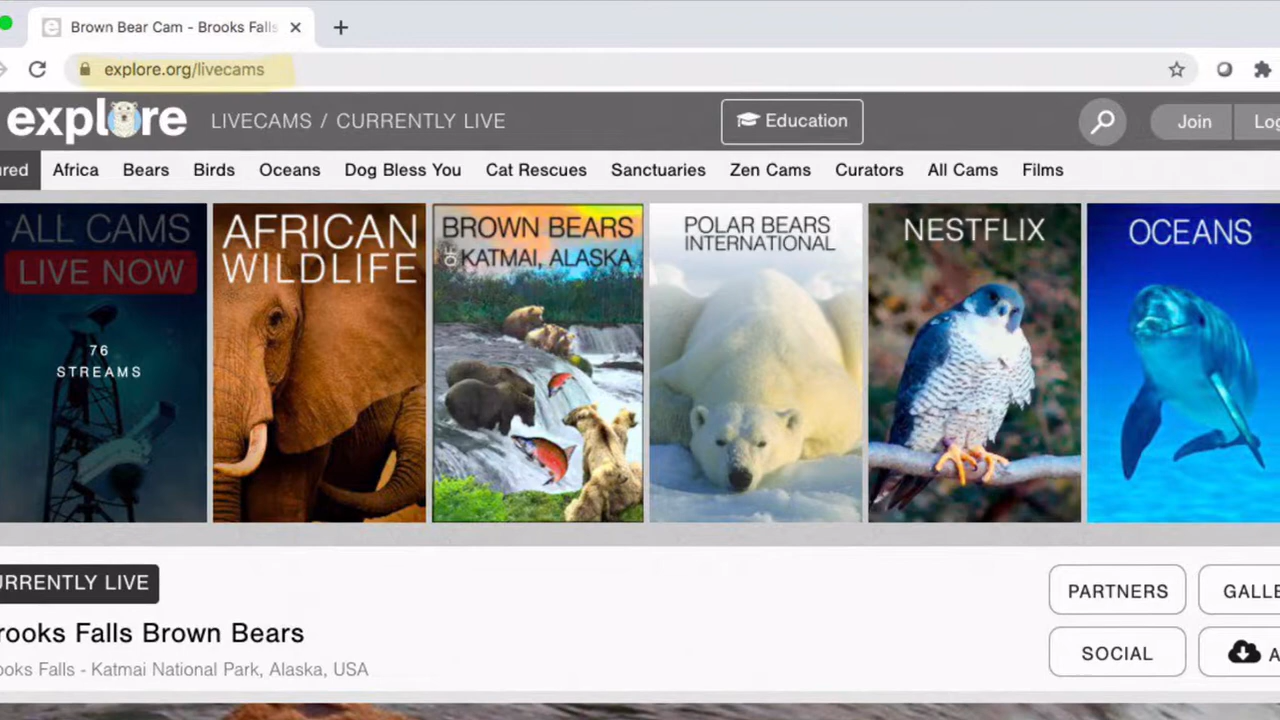 Brown Bear Cam - Brooks Falls
explore.org/livecams
explore
LIVECAMS / CURRENTLY LIVE
Education
Join
Log
ured
Africa
Bears
Birds
Oceans
Dog Bless You
Cat Rescues
Sanctuaries
Zen Cams
Curators
All Cams
Films
ALL CAMS
LIVE NOW
76
STREAMS
AFRICAN
WILDLIFE
BROWN BEARS
OF KATMAI, ALASKA
POLAR BEARS
INTERNATIONAL
NESTFLIX
OCEANS
URRENTLY LIVE
rooks Falls Brown Bears
ooks Falls - Katmai National Park, Alaska, USA
PARTNERS
GALLE
SOCIAL
A